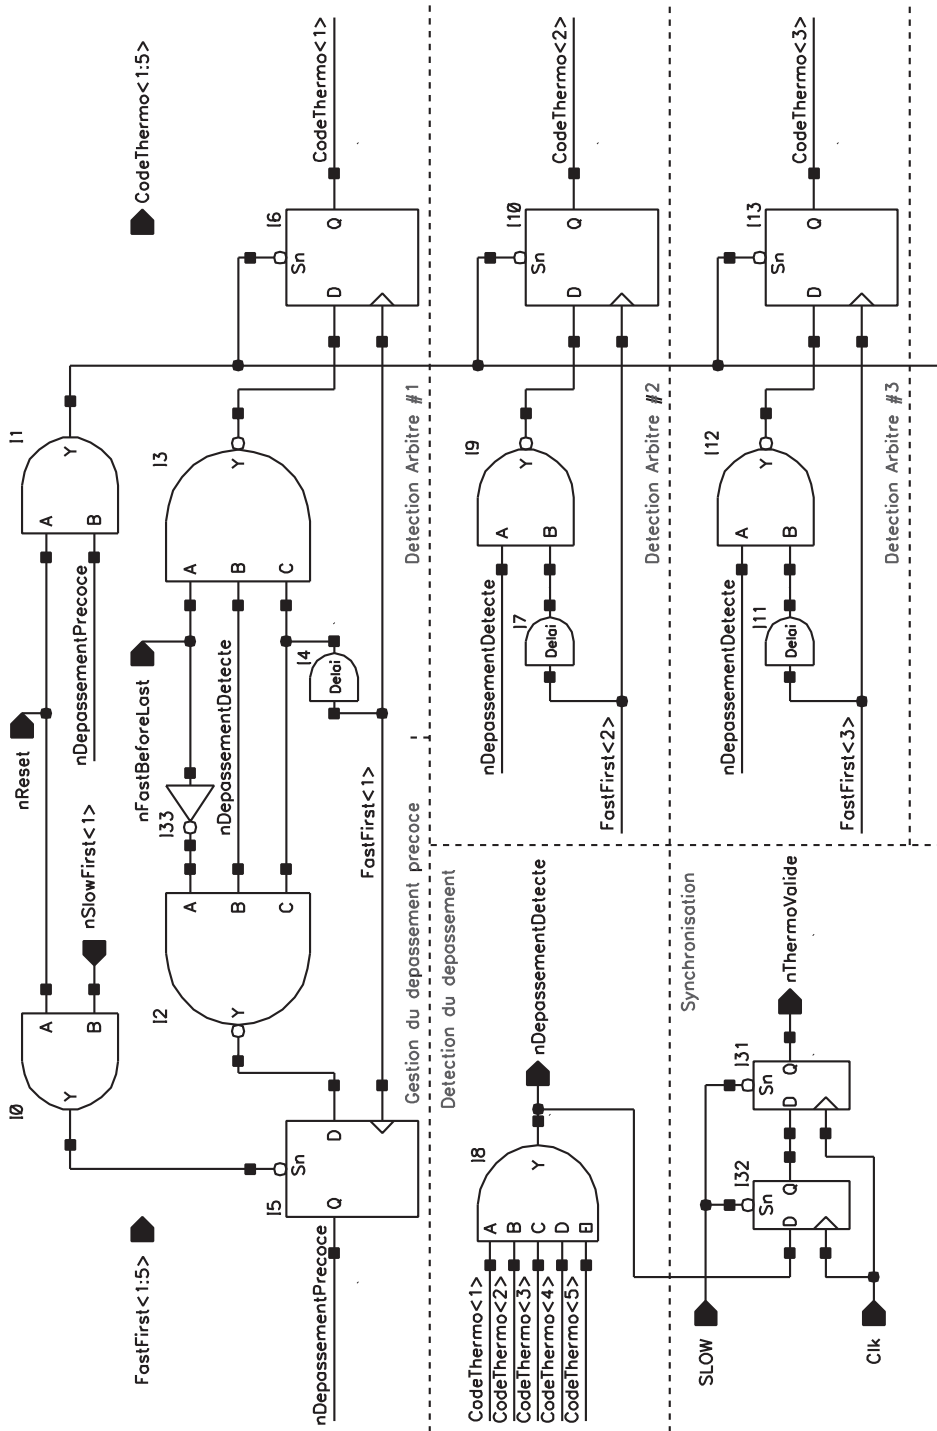 nReset
I0
A
B
Y
nSlowFirst<1>
nDepassementPrecoce
I1
A
B
Y
FastFirst<1:5>
CodeThermo<1:5>
nFastBeforeLast
I2
A
B
C
Y
I33
nDepassementDetecte
I3
A
B
C
Y
I4
Delai
FastFirst<1>
nDepassementPrecoce
I5
Sn
Q
D
I6
Sn
D
Q
CodeThermo<1>
Gestion du depassement precoce
Detection Arbitre #1
Detection du depassement
CodeThermo<1>
CodeThermo<2>
CodeThermo<3>
CodeThermo<4>
CodeThermo<5>
I8
A
B
C
D
E
Y
nDepassementDetecte
nDepassementDetecte
I7
Delai
FastFirst<2>
I9
A
B
Y
I10
Sn
D
Q
CodeThermo<2>
Detection Arbitre #2
Synchronisation
SLOW
Clk
I32
Sn
D
Q
I31
Sn
D
Q
nThermoValide
nDepassementDetecte
I11
Delai
FastFirst<3>
I12
A
B
Y
I13
Sn
D
Q
CodeThermo<3>
Detection Arbitre #3